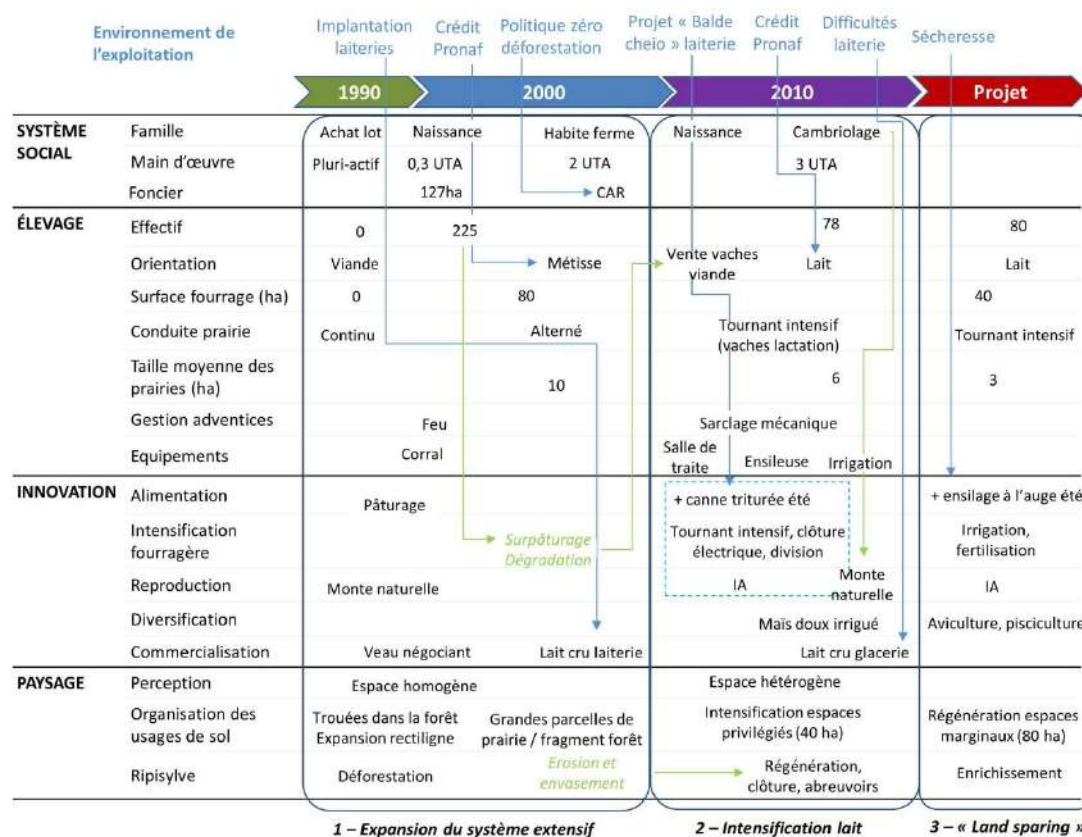 Environnement de
l'exploitation
Implantation
laiteries
Crédit
Pronaf
Politique zéro
déforestation
Projet « Balde
cheio » laiterie
Crédit
Pronaf
Difficultés
laiterie
Sécheresse
1990 2000 2010 Projet
SYSTÈME
SOCIAL
Famille Achat lot Naissance Habite ferme Naissance Cambriolage
Main d'œuvre Pluri-actif 0,3 UTA 2 UTA 3 UTA
Foncier 127ha CAR
ÉLEVAGE
Effectif 0 225 78 80
Orientation Viande Métisse Vente vaches
viande
Lait Lait
Surface fourrage (ha) 0 80 40
Conduite prairie Continu Alterné Tournant intensif
(vaches lactation)
Tournant intensif
Taille moyenne des
prairies (ha)
10 6 3
Gestion adventices Feu Sarclage mécanique
Equipements Corral Salle de
traite
Ensileuse Irrigation
INNOVATION
Alimentation Pâturage + canne triturée été + ensilage à l'auge été
Intensification
fourragère
Surpâturage
Dégradation
Tournant intensif, clôture
électrique, division
Irrigation,
fertilisation
Reproduction Monte naturelle IA Monte
naturelle
IA
Diversification Maïs doux irrigué Aviculture, pisciculture
Commercialisation Veau négociant Lait cru laiterie Lait cru glacerie
PAYSAGE
Perception Espace homogène Espace hétérogène
Organisation des
usages de sol
Trouées dans la forêt
Expansion rectiligne
Grandes parcelles de
prairie / fragment forêt
Intensification espaces
privilégiés (40 ha)
Régénération espaces
marginaux (80 ha)
Ripisylve Déforestation Erosion et
envasement
Régénération,
clôture, abreuvoirs
Enrichissement
1 – Expansion du système extensif 2 – Intensification lait 3 – « Land sparing »